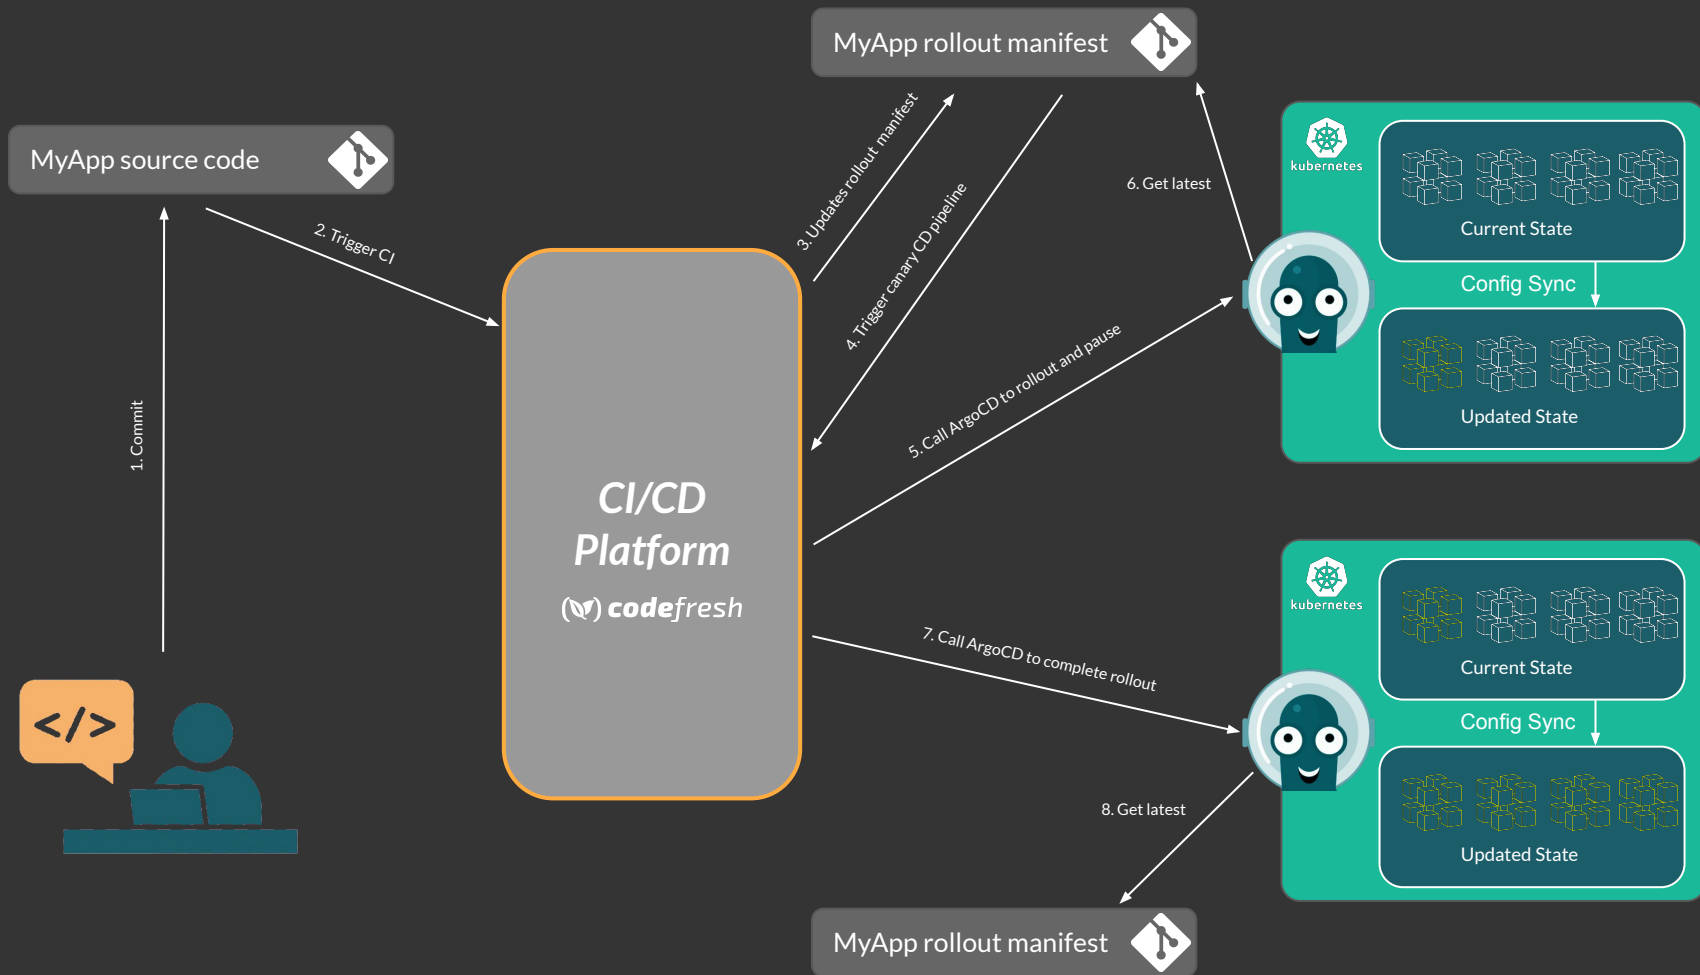 MyApp rollout manifest
MyApp source code
1. Commit
2. Trigger CI
3. Updates rollout manifest
4. Trigger canary CD pipeline
5. Call ArgoCD to rollout and pause
6. Get latest
kubernetes
Current State
Config Sync
Updated State
CI/CD
Platform
codefresh
</>
7. Call ArgoCD to complete rollout
8. Get latest
kubernetes
Current State
Config Sync
Updated State
MyApp rollout manifest